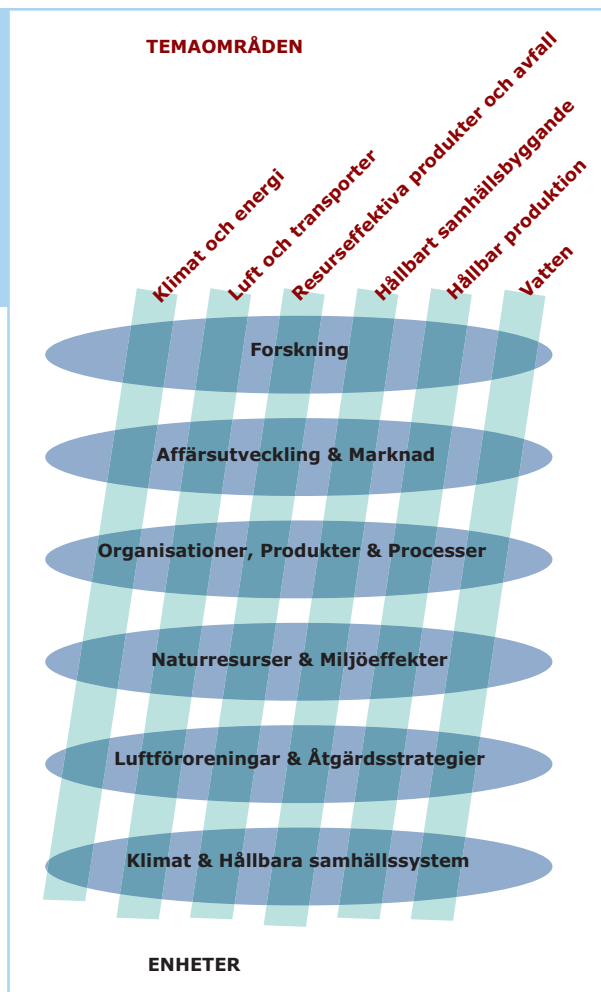 TEMAOMRÅDEN
Klimat och energi
Luft och transporter
Resurseffektiva produkter och avfall
Hållbart samhällsbyggande
Hållbar produktion
Vatten
Forskning
Affärsutveckling & Marknad
Organisationer, Produkter & Processer
Naturresurser & Miljöeffekter
Luftföroreningar & Åtgärdsstrategier
Klimat & Hållbara samhällssystem
ENHETER